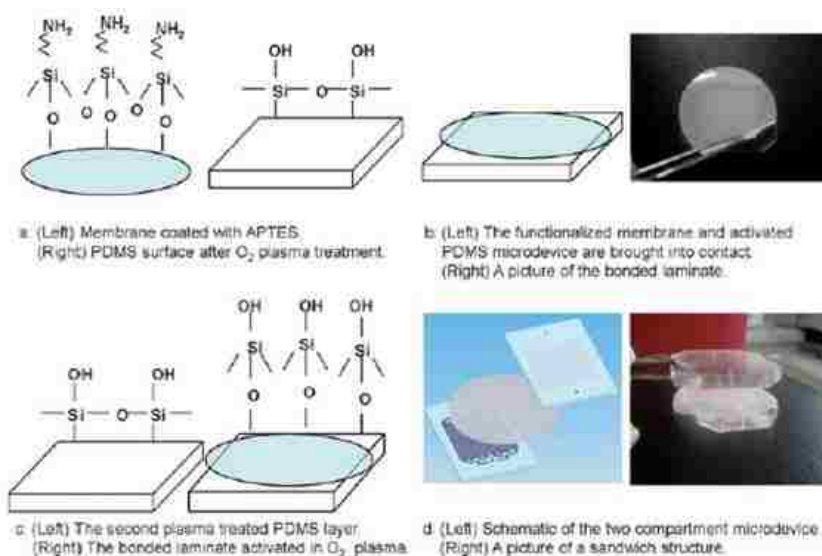 NH₂ NH₂ NH₂
Si Si Si
O O O O
O
OH OH
Si O Si
a: (Left) Membrane coated with APTES.
(Right) PDMS surface after O₂ plasma treatment.
b: (Left) The functionalized membrane and activated
PDMS microdevice are brought into contact
(Right) A picture of the bonded laminate.
OH OH OH
Si Si Si
O O O
OH OH
Si O Si
c: (Left) The second plasma treated PDMS layer.
(Right) The bonded laminate activated in O₂ plasma.
d. (Left) Schematic of the two compartment microdevice
(Right) A picture of a sandwich structure.